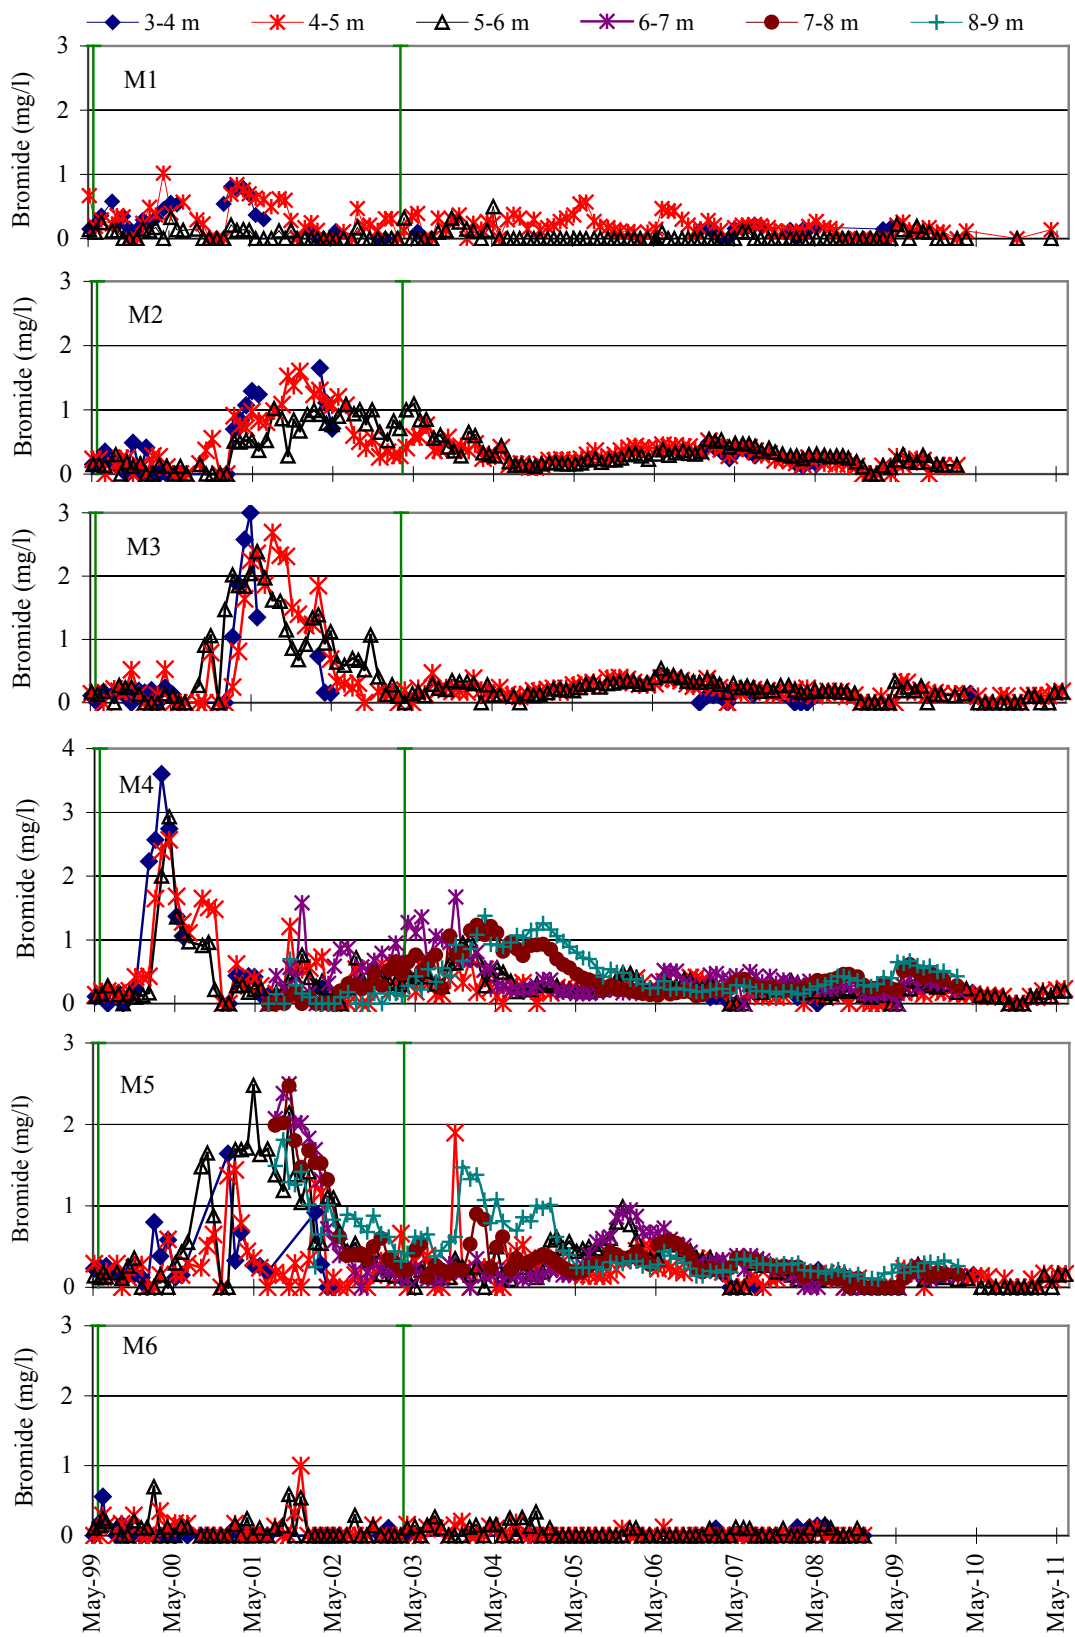 3-4 m 4-5 m 5-6 m 6-7 m 7-8 m 8-9 m
3
2
1
0
Bromide (mg/l)
M1
3
2
1
0
Bromide (mg/l)
M2
3
2
1
0
Bromide (mg/l)
M3
4
3
2
1
0
Bromide (mg/l)
M4
3
2
1
0
Bromide (mg/l)
M5
3
2
1
0
Bromide (mg/l)
M6
May-99 May-00 May-01 May-02 May-03 May-04 May-05 May-06 May-07 May-08 May-09 May-10 May-11